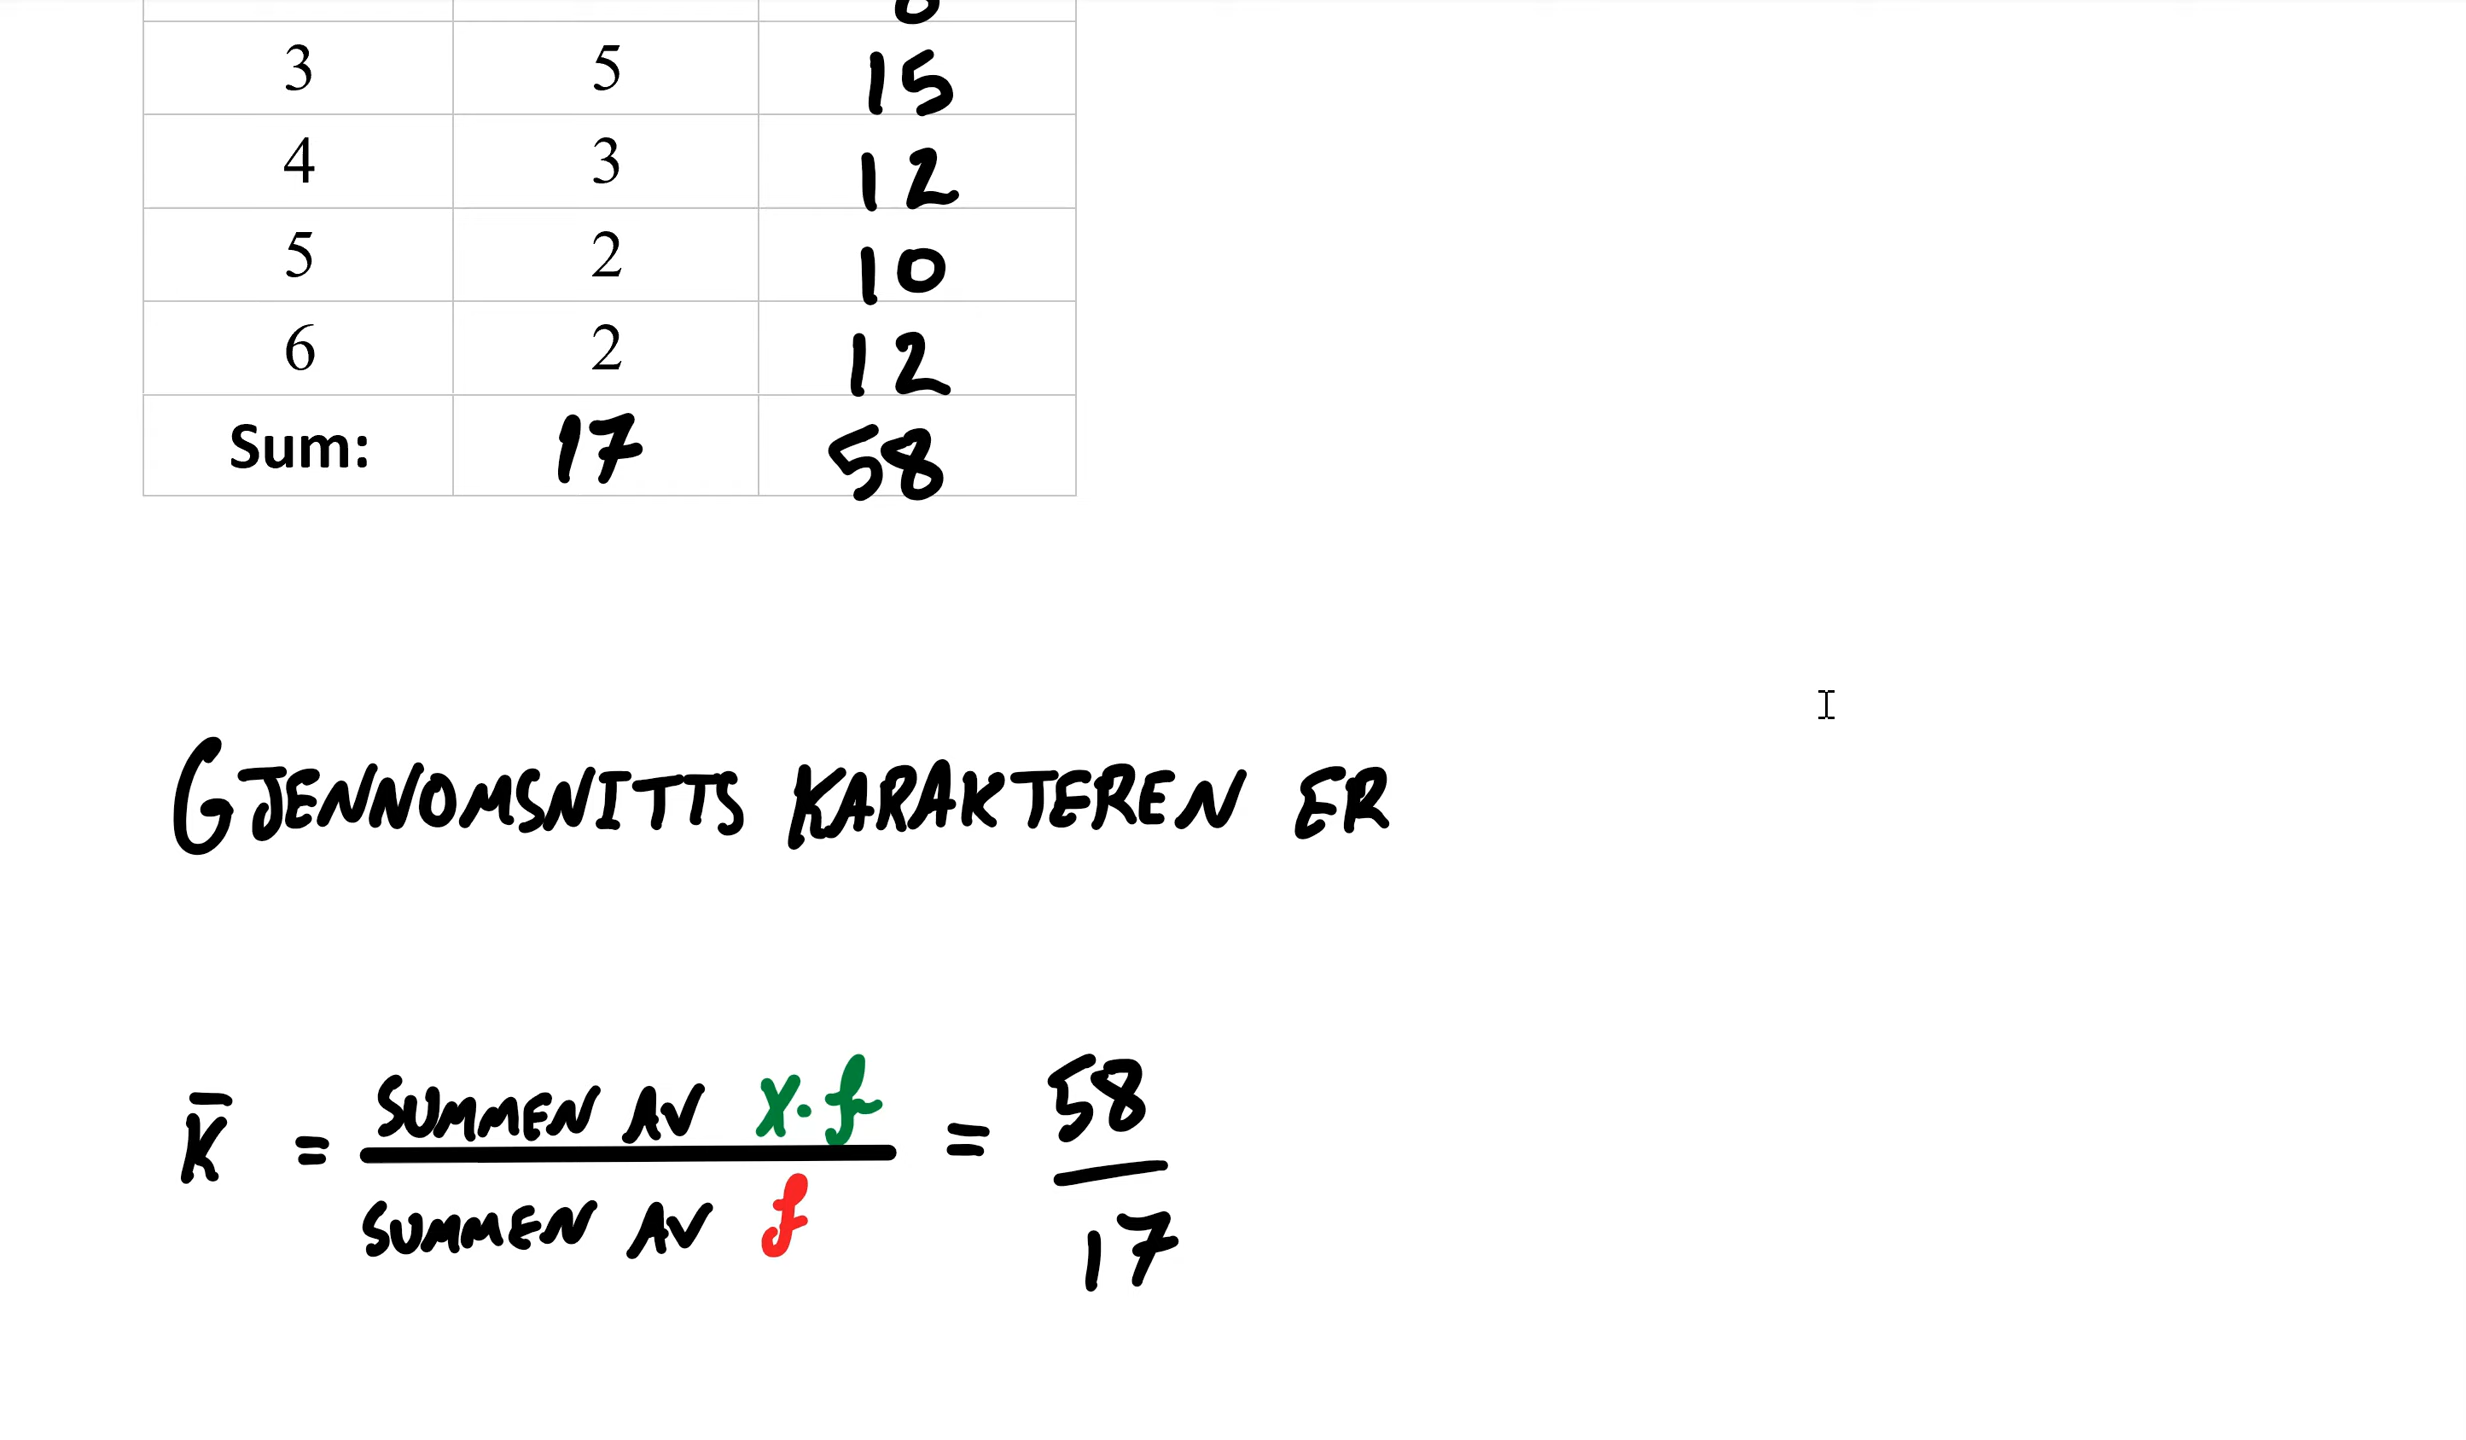 3 5 15
4 3 12
5 2 10
6 2 12
Sum: 17 58
GJENNOMSNITTS KARAKTEREN ER
K̄ = SUMMEN AV X·f / SUMMEN AV f = 58 / 17